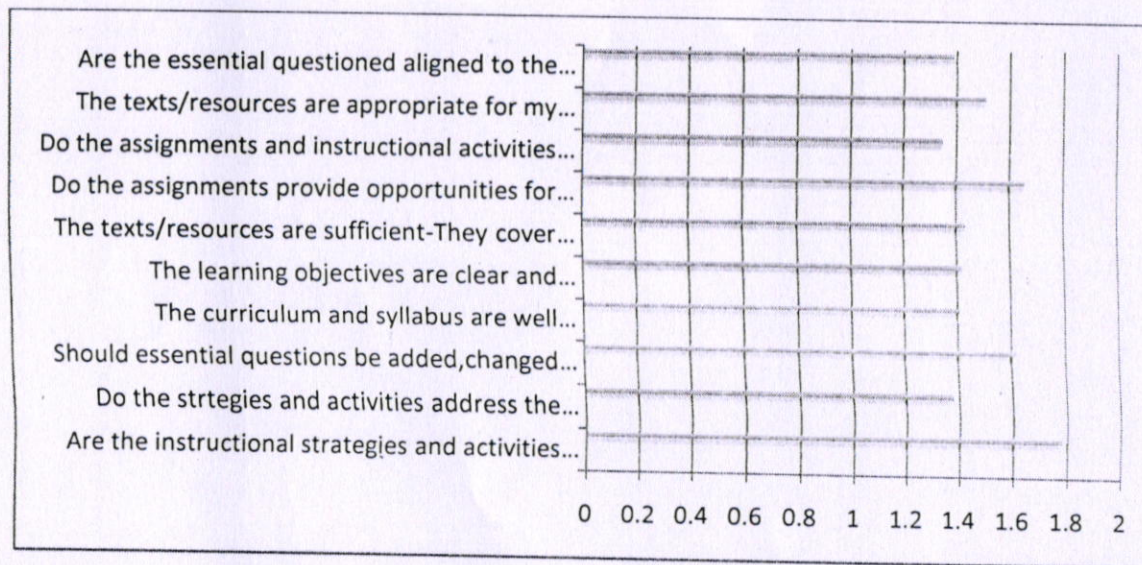 Are the essential questioned aligned to the...
The texts/resources are appropriate for my...
Do the assignments and instructional activities...
Do the assignments provide opportunities for...
The texts/resources are sufficient-They cover...
The learning objectives are clear and...
The curriculum and syllabus are well...
Should essential questions be added,changed...
Do the strtegies and activities address the...
Are the instructional strategies and activities...
0 0.2 0.4 0.6 0.8 1 1.2 1.4 1.6 1.8 2